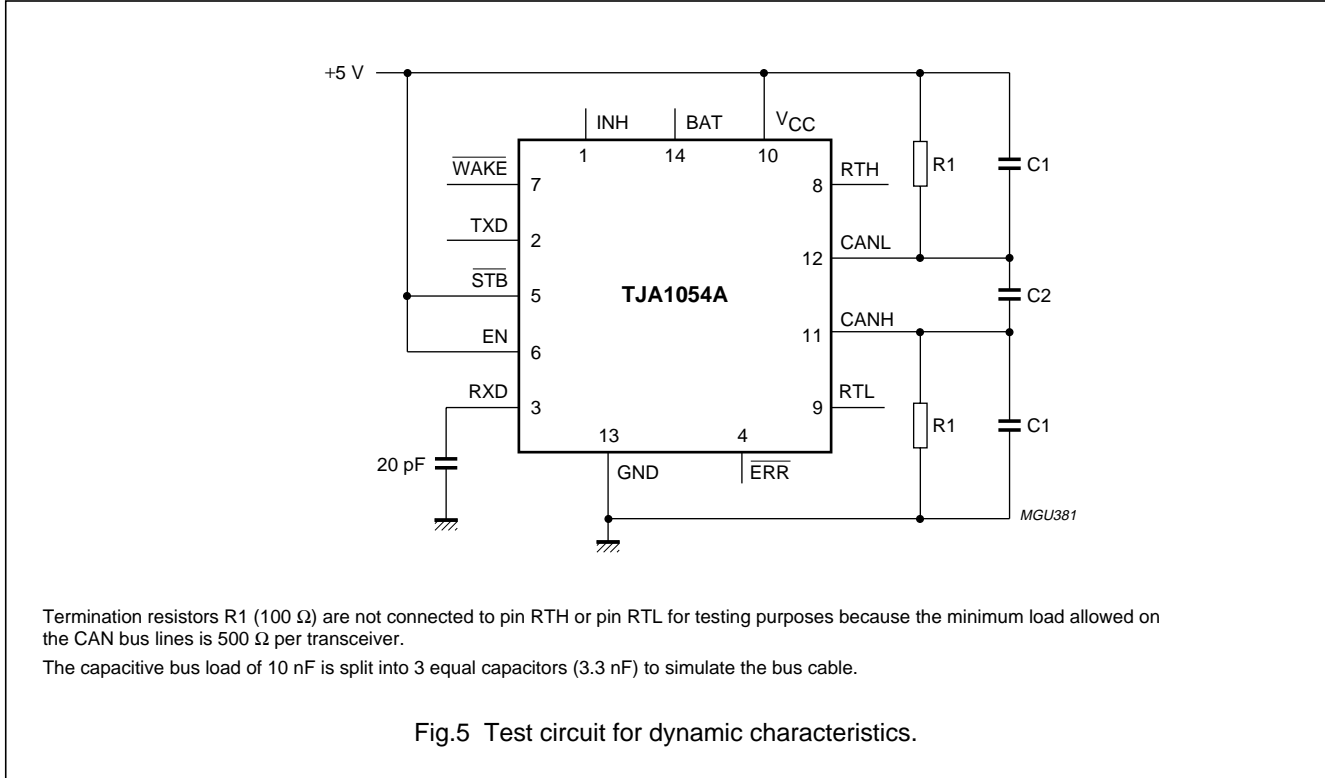 +5 V
INH
BAT
VCC
1
14
10
WAKE
7
8
RTH
R1
C1
TXD
2
12
CANL
STB
5
TJA1054A
C2
EN
6
11
CANH
RXD
3
9
RTL
R1
C1
20 pF
13
4
GND
ERR
MGU381
Termination resistors R1 (100 Ω) are not connected to pin RTH or pin RTL for testing purposes because the minimum load allowed on
the CAN bus lines is 500 Ω per transceiver.
The capacitive bus load of 10 nF is split into 3 equal capacitors (3.3 nF) to simulate the bus cable.
Fig.5 Test circuit for dynamic characteristics.